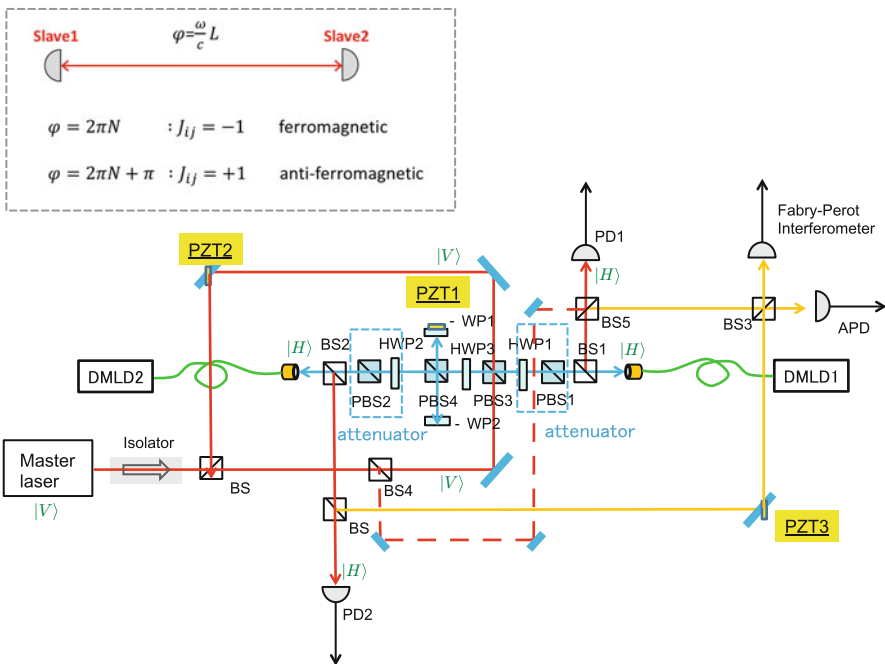 φ=ω/c L
Slave1
Slave2
φ = 2πN : J_ij = −1 ferromagnetic
φ = 2πN + π : J_ij = +1 anti-ferromagnetic
PZT2
|V⟩
PZT1
PD1
|H⟩
Fabry-Perot
Interferometer
- WP1
BS5
BS3
APD
BS2
HWP2
HWP3
HWP1
BS1
|H⟩
|H⟩
DMLD2
DMLD1
PBS2
PBS4
PBS3
PBS1
- WP2
attenuator
attenuator
Isolator
Master
laser
|V⟩
BS
BS4
|V⟩
BS
PZT3
|H⟩
PD2